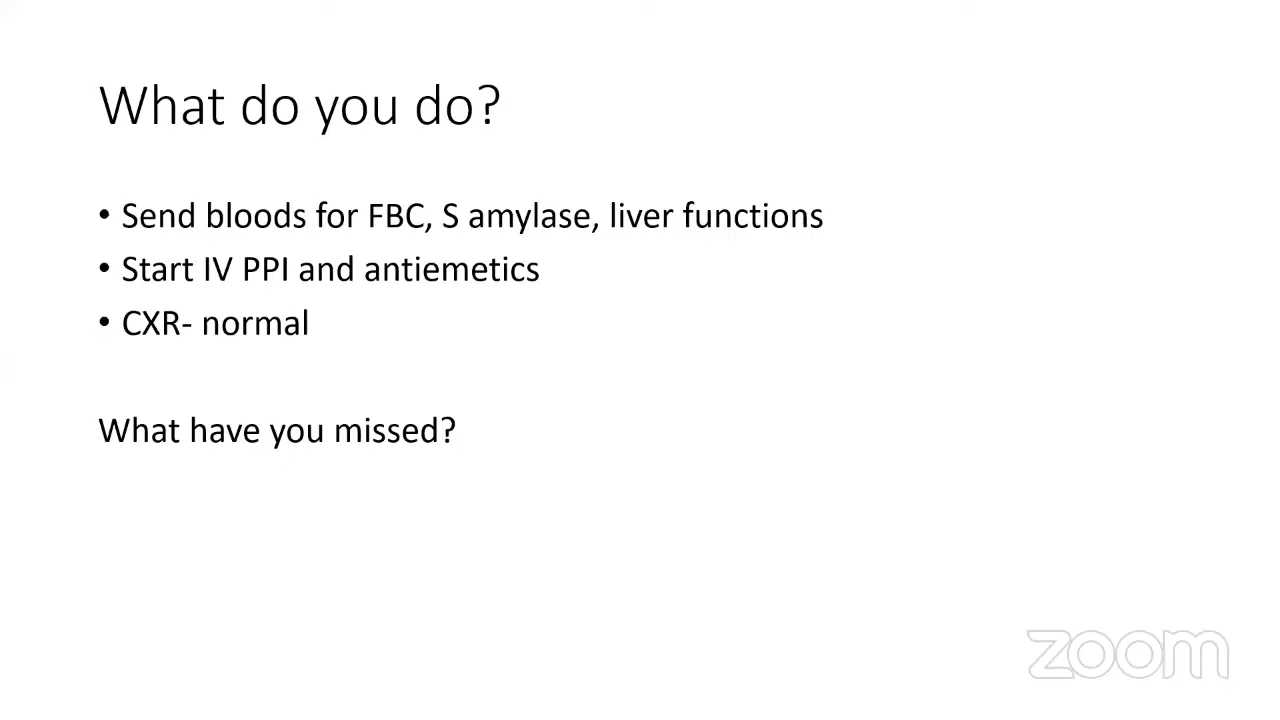 What do you do?
• Send bloods for FBC, S amylase, liver functions
• Start IV PPI and antiemetics
• CXR- normal
What have you missed?
zoom